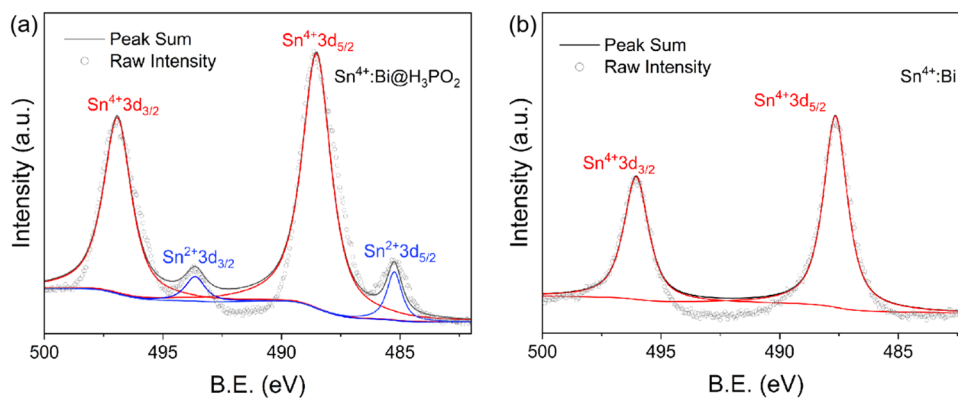 (a)
Peak Sum
Raw Intensity
Sn⁴⁺3d₅/₂
Sn⁴⁺:Bi@H₃PO₂
Sn⁴⁺3d₃/₂
Sn²⁺3d₃/₂
Sn²⁺3d₅/₂
Intensity (a.u.)
500 495 490 485
B.E. (eV)
(b)
Peak Sum
Raw Intensity
Sn⁴⁺:Bi
Sn⁴⁺3d₅/₂
Sn⁴⁺3d₃/₂
Intensity (a.u.)
500 495 490 485
B.E. (eV)